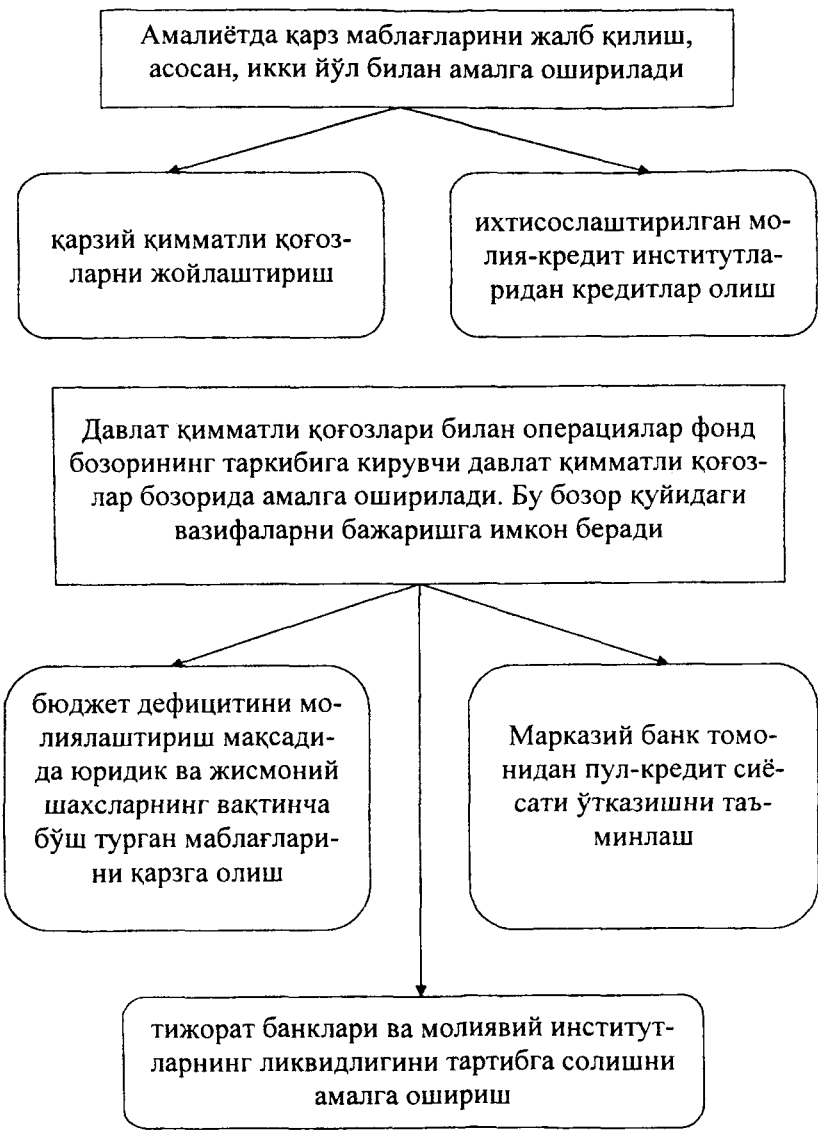 Амалиётда қарз маблағларини жалб қилиш,
асосан, икки йўл билан амалга оширилади
қарзий қимматли қоғоз-
ларни жойлаштириш
ихтисослаштирилган мо-
лия-кредит институтла-
ридан кредитлар олиш
Давлат қимматли қоғозлари билан операциялар фонд
бозорининг таркибига кирувчи давлат қимматли қоғоз-
лар бозорида амалга оширилади. Бу бозор қуйидаги
вазифаларни бажаришга имкон беради
бюджет дефицитини мо-
лиялаштириш мақсади-
да юридик ва жисмоний
шахсларнинг вақтинча
бўш турган маблағлари-
ни қарзга олиш
Марказий банк томо-
нидан пул-кредит сиё-
сати ўтказишни таъ-
минлаш
тижорат банклари ва молиявий институт-
ларнинг ликвидлигини тартибга солишни
амалга ошириш